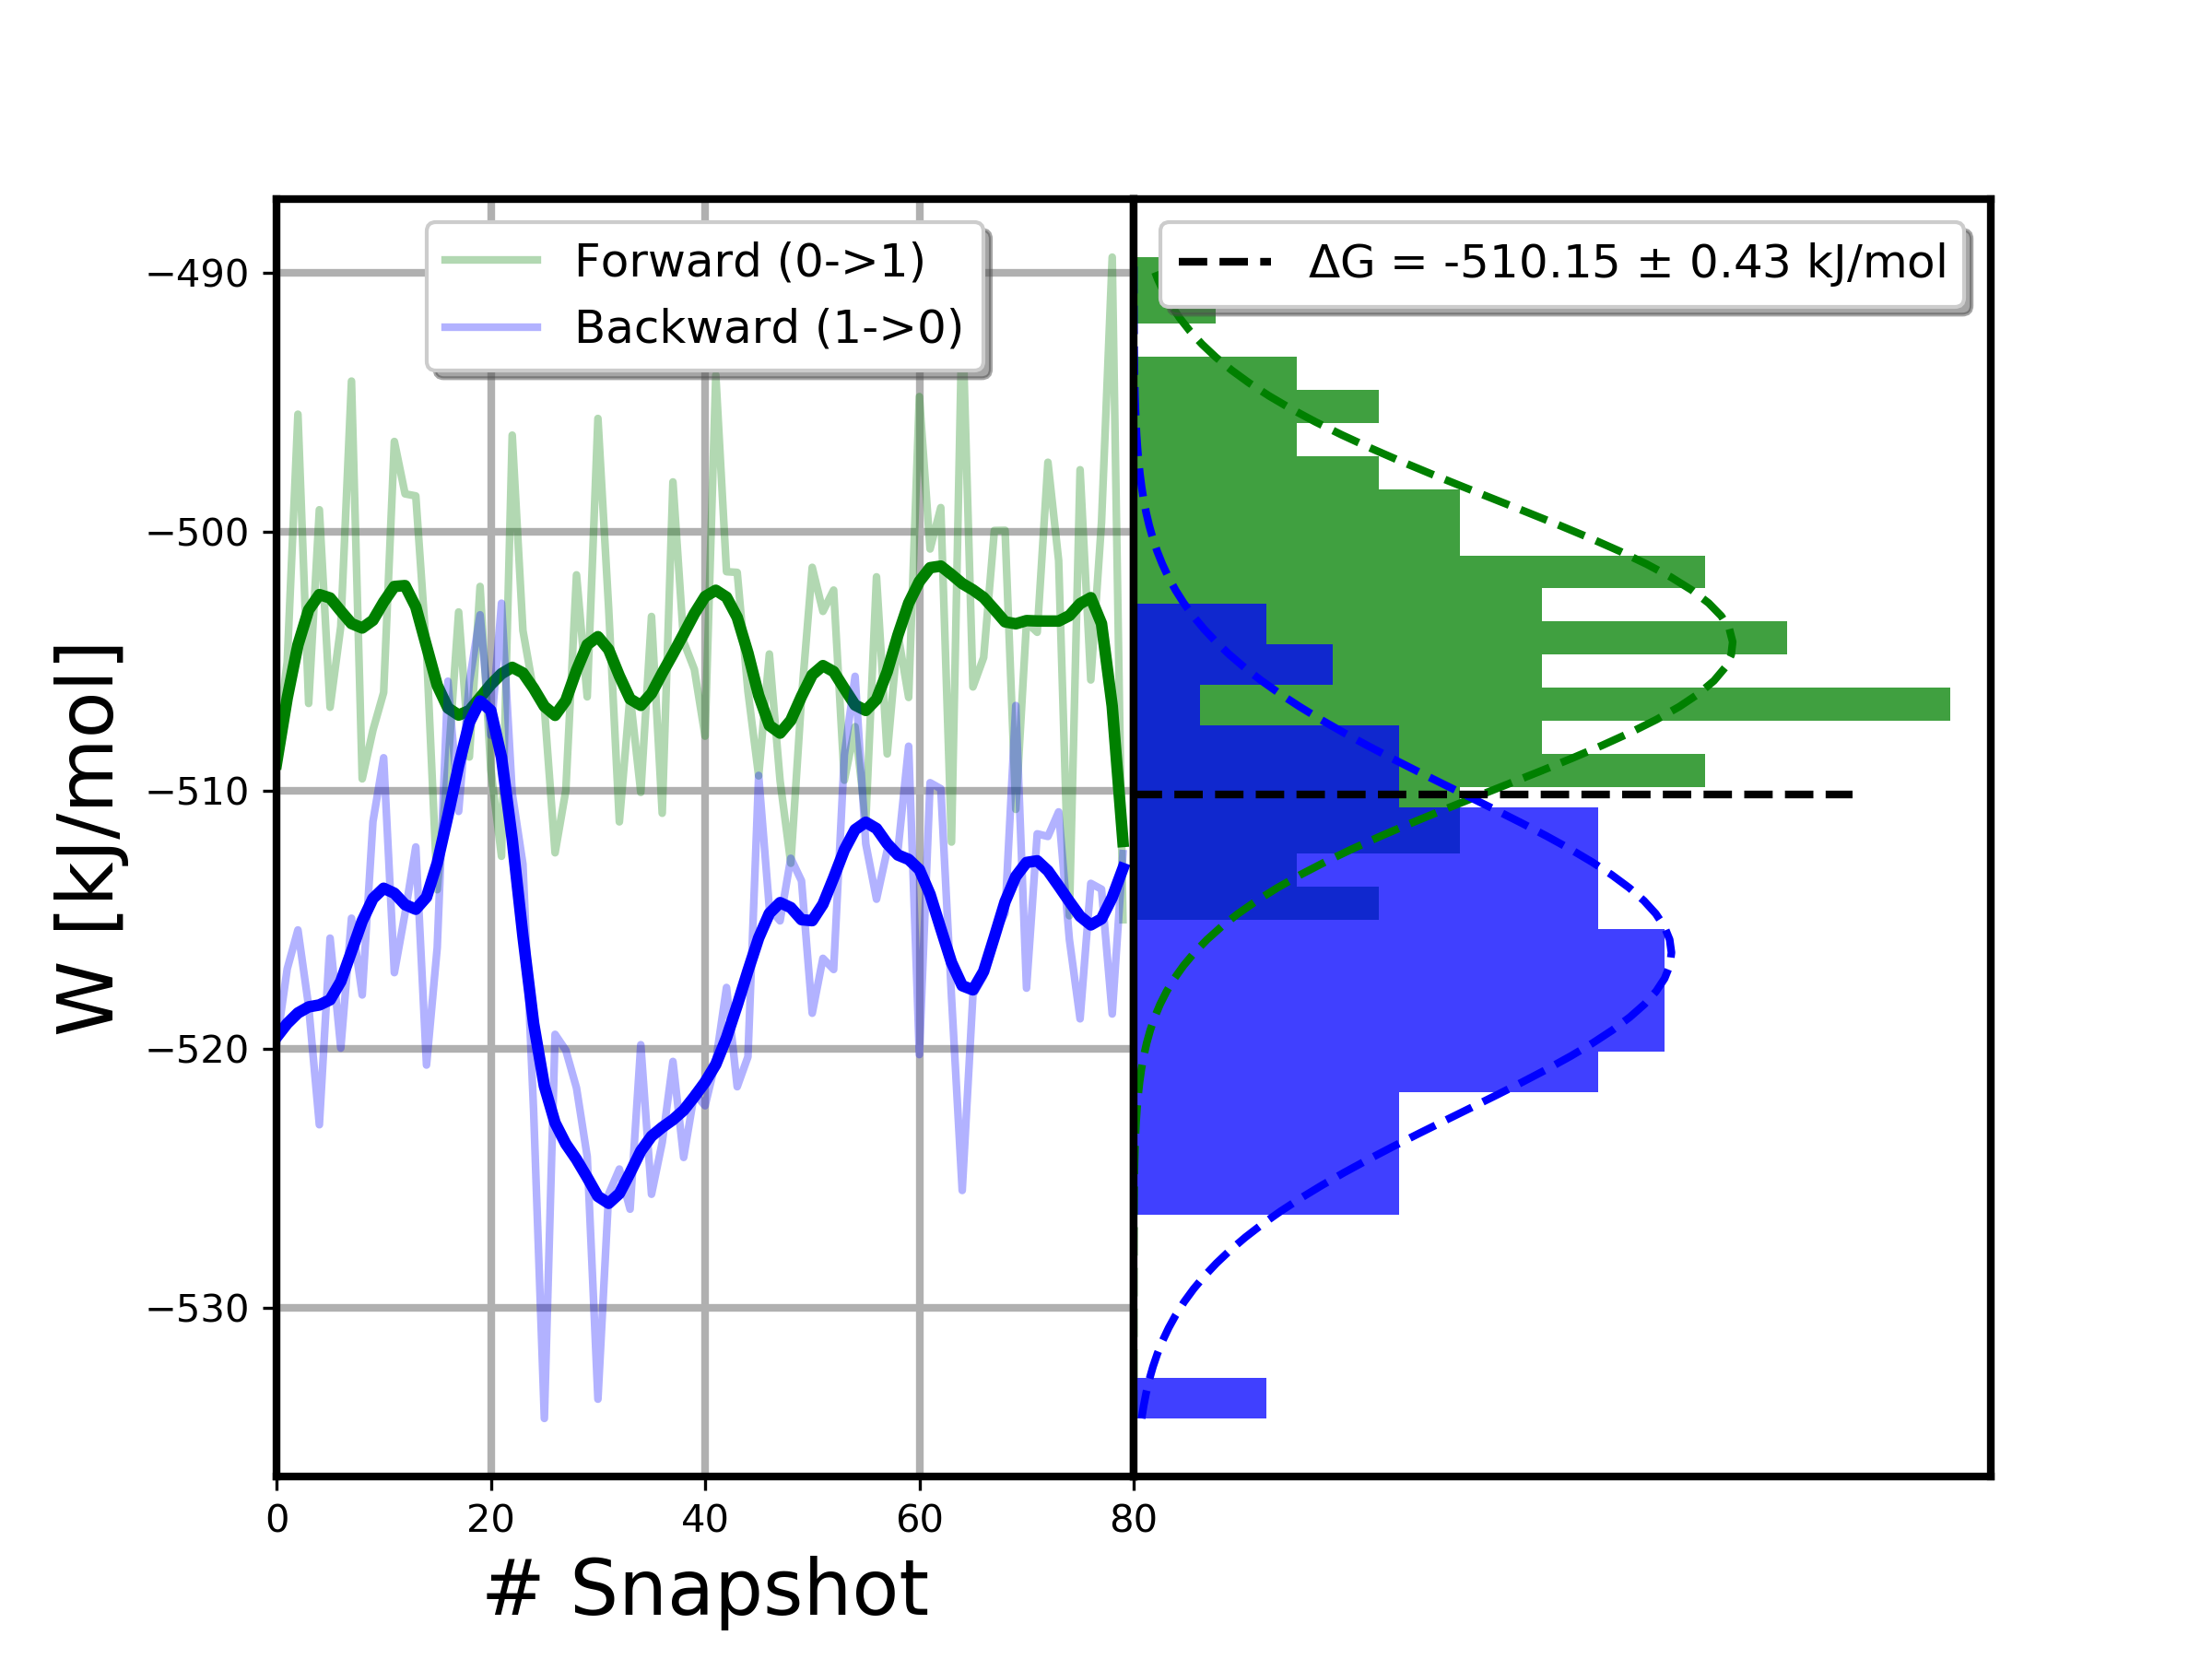 Forward (0->1)
Backward (1->0)
ΔG = -510.15 ± 0.43 kJ/mol
W [kJ/mol]
−490
−500
−510
−520
−530
0 20 40 60 80
# Snapshot